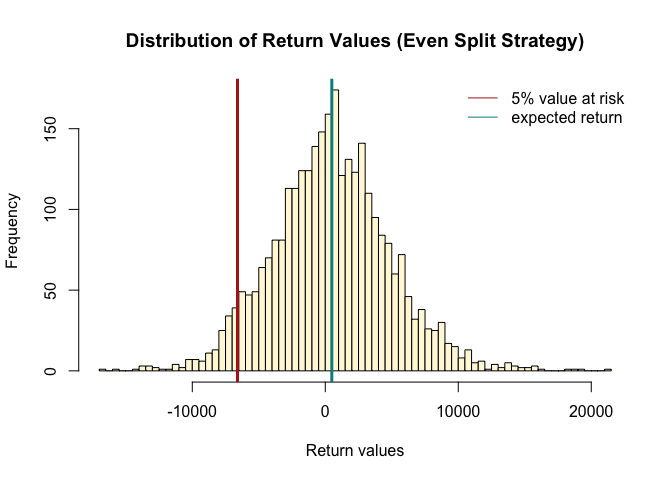 Distribution of Return Values (Even Split Strategy)
5% value at risk
expected return
Frequency
150
100
50
0
-10000 0 10000 20000
Return values